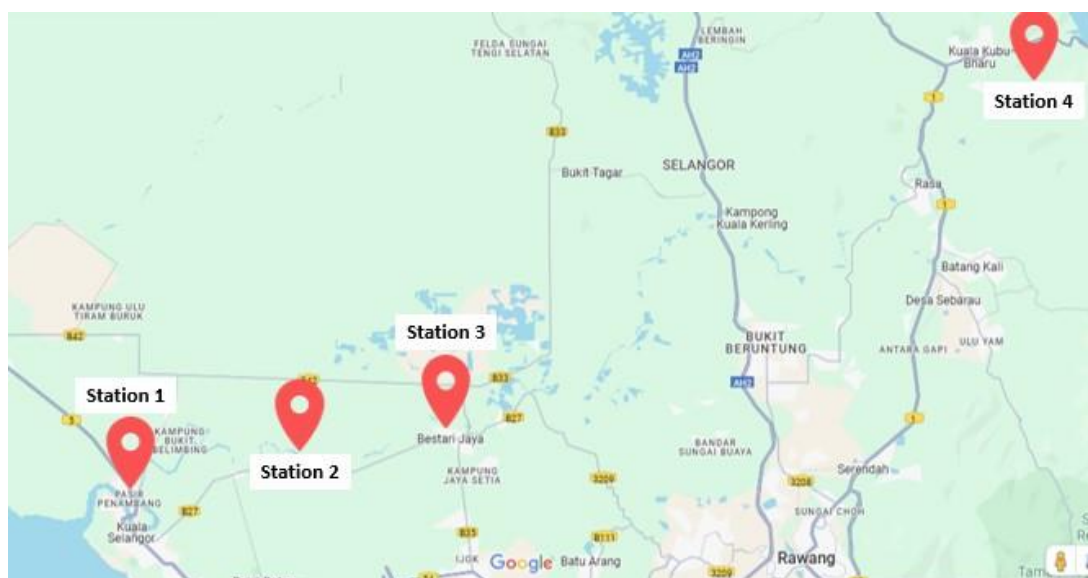 LEMBAH
BERINGIN
FELDA SUNGAI
TENGI SELATAN
AH2
AH2
Kuala Kubu
Bharu
1
Station 4
1
B33
Bukit Tagar
SELANGOR
Rasa
1
Kampong
Kuala Kerling
Batang Kali
KAMPUNG ULU
TIRAM BURUK
Desa Sebarau
B42
Station 3
BUKIT
BERUNTUNG
ULU YAM
ANTARA GAPI
B42
B33
AH2
Station 1
5
B27
1
KAMPUNG
BUKIT
BELIMBING
Bestari Jaya
BANDAR
SUNGAI BUAYA
Station 2
KAMPUNG
JAYA SETIA
Serendah
3209
3208
PASIR
PENAMBANG
B27
SUNGAI CHOH
Kuala
Selangor
B35
B111
IJOK
Google
Batu Arang
Rawang
3209